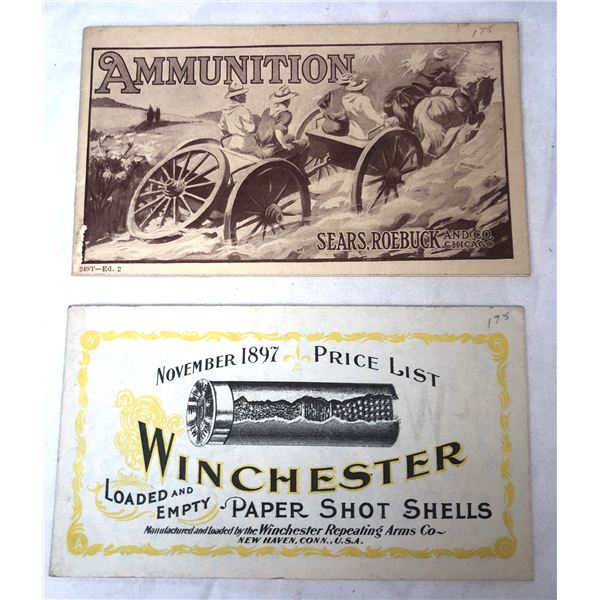 175
AMMUNITION
SEARS, ROEBUCK AND CO.
CHICAGO
249T—Ed. 2
175
W R
NOVEMBER 1897 PRICE LIST
WINCHESTER
LOADED AND
EMPTY PAPER SHOT SHELLS
Manufactured and loaded by the Winchester Repeating Arms Co
NEW HAVEN, CONN., U.S.A.
A C